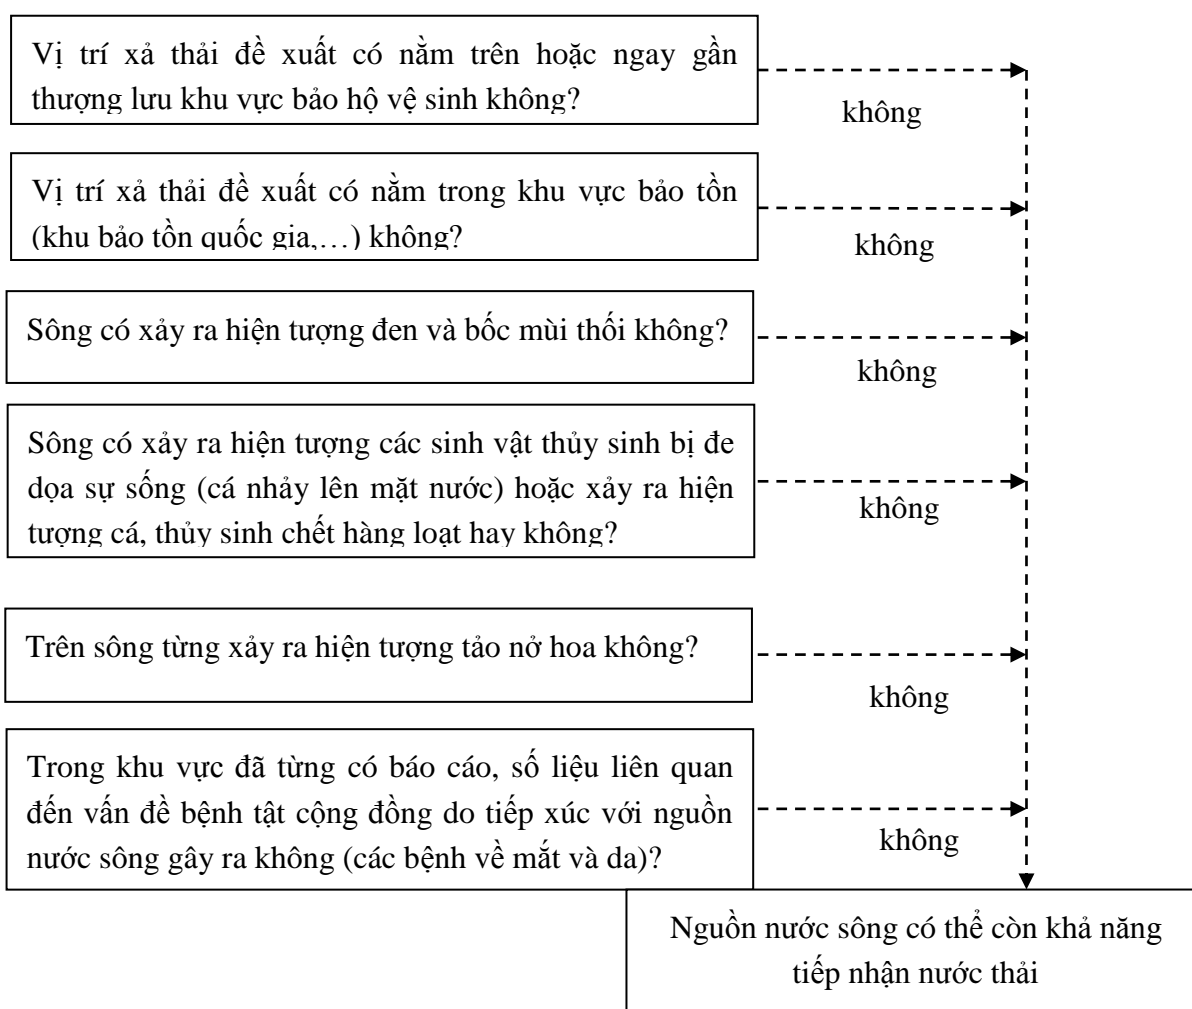 Vị trí xả thải đề xuất có nằm trên hoặc ngay gần
thượng lưu khu vực bảo hộ vệ sinh không?
không
Vị trí xả thải đề xuất có nằm trong khu vực bảo tồn
(khu bảo tồn quốc gia,…) không?
không
Sông có xảy ra hiện tượng đen và bốc mùi thối không?
không
Sông có xảy ra hiện tượng các sinh vật thủy sinh bị đe
dọa sự sống (cá nhảy lên mặt nước) hoặc xảy ra hiện
tượng cá, thủy sinh chết hàng loạt hay không?
không
Trên sông từng xảy ra hiện tượng tảo nở hoa không?
không
Trong khu vực đã từng có báo cáo, số liệu liên quan
đến vấn đề bệnh tật cộng đồng do tiếp xúc với nguồn
nước sông gây ra không (các bệnh về mắt và da)?
không
Nguồn nước sông có thể còn khả năng
tiếp nhận nước thải